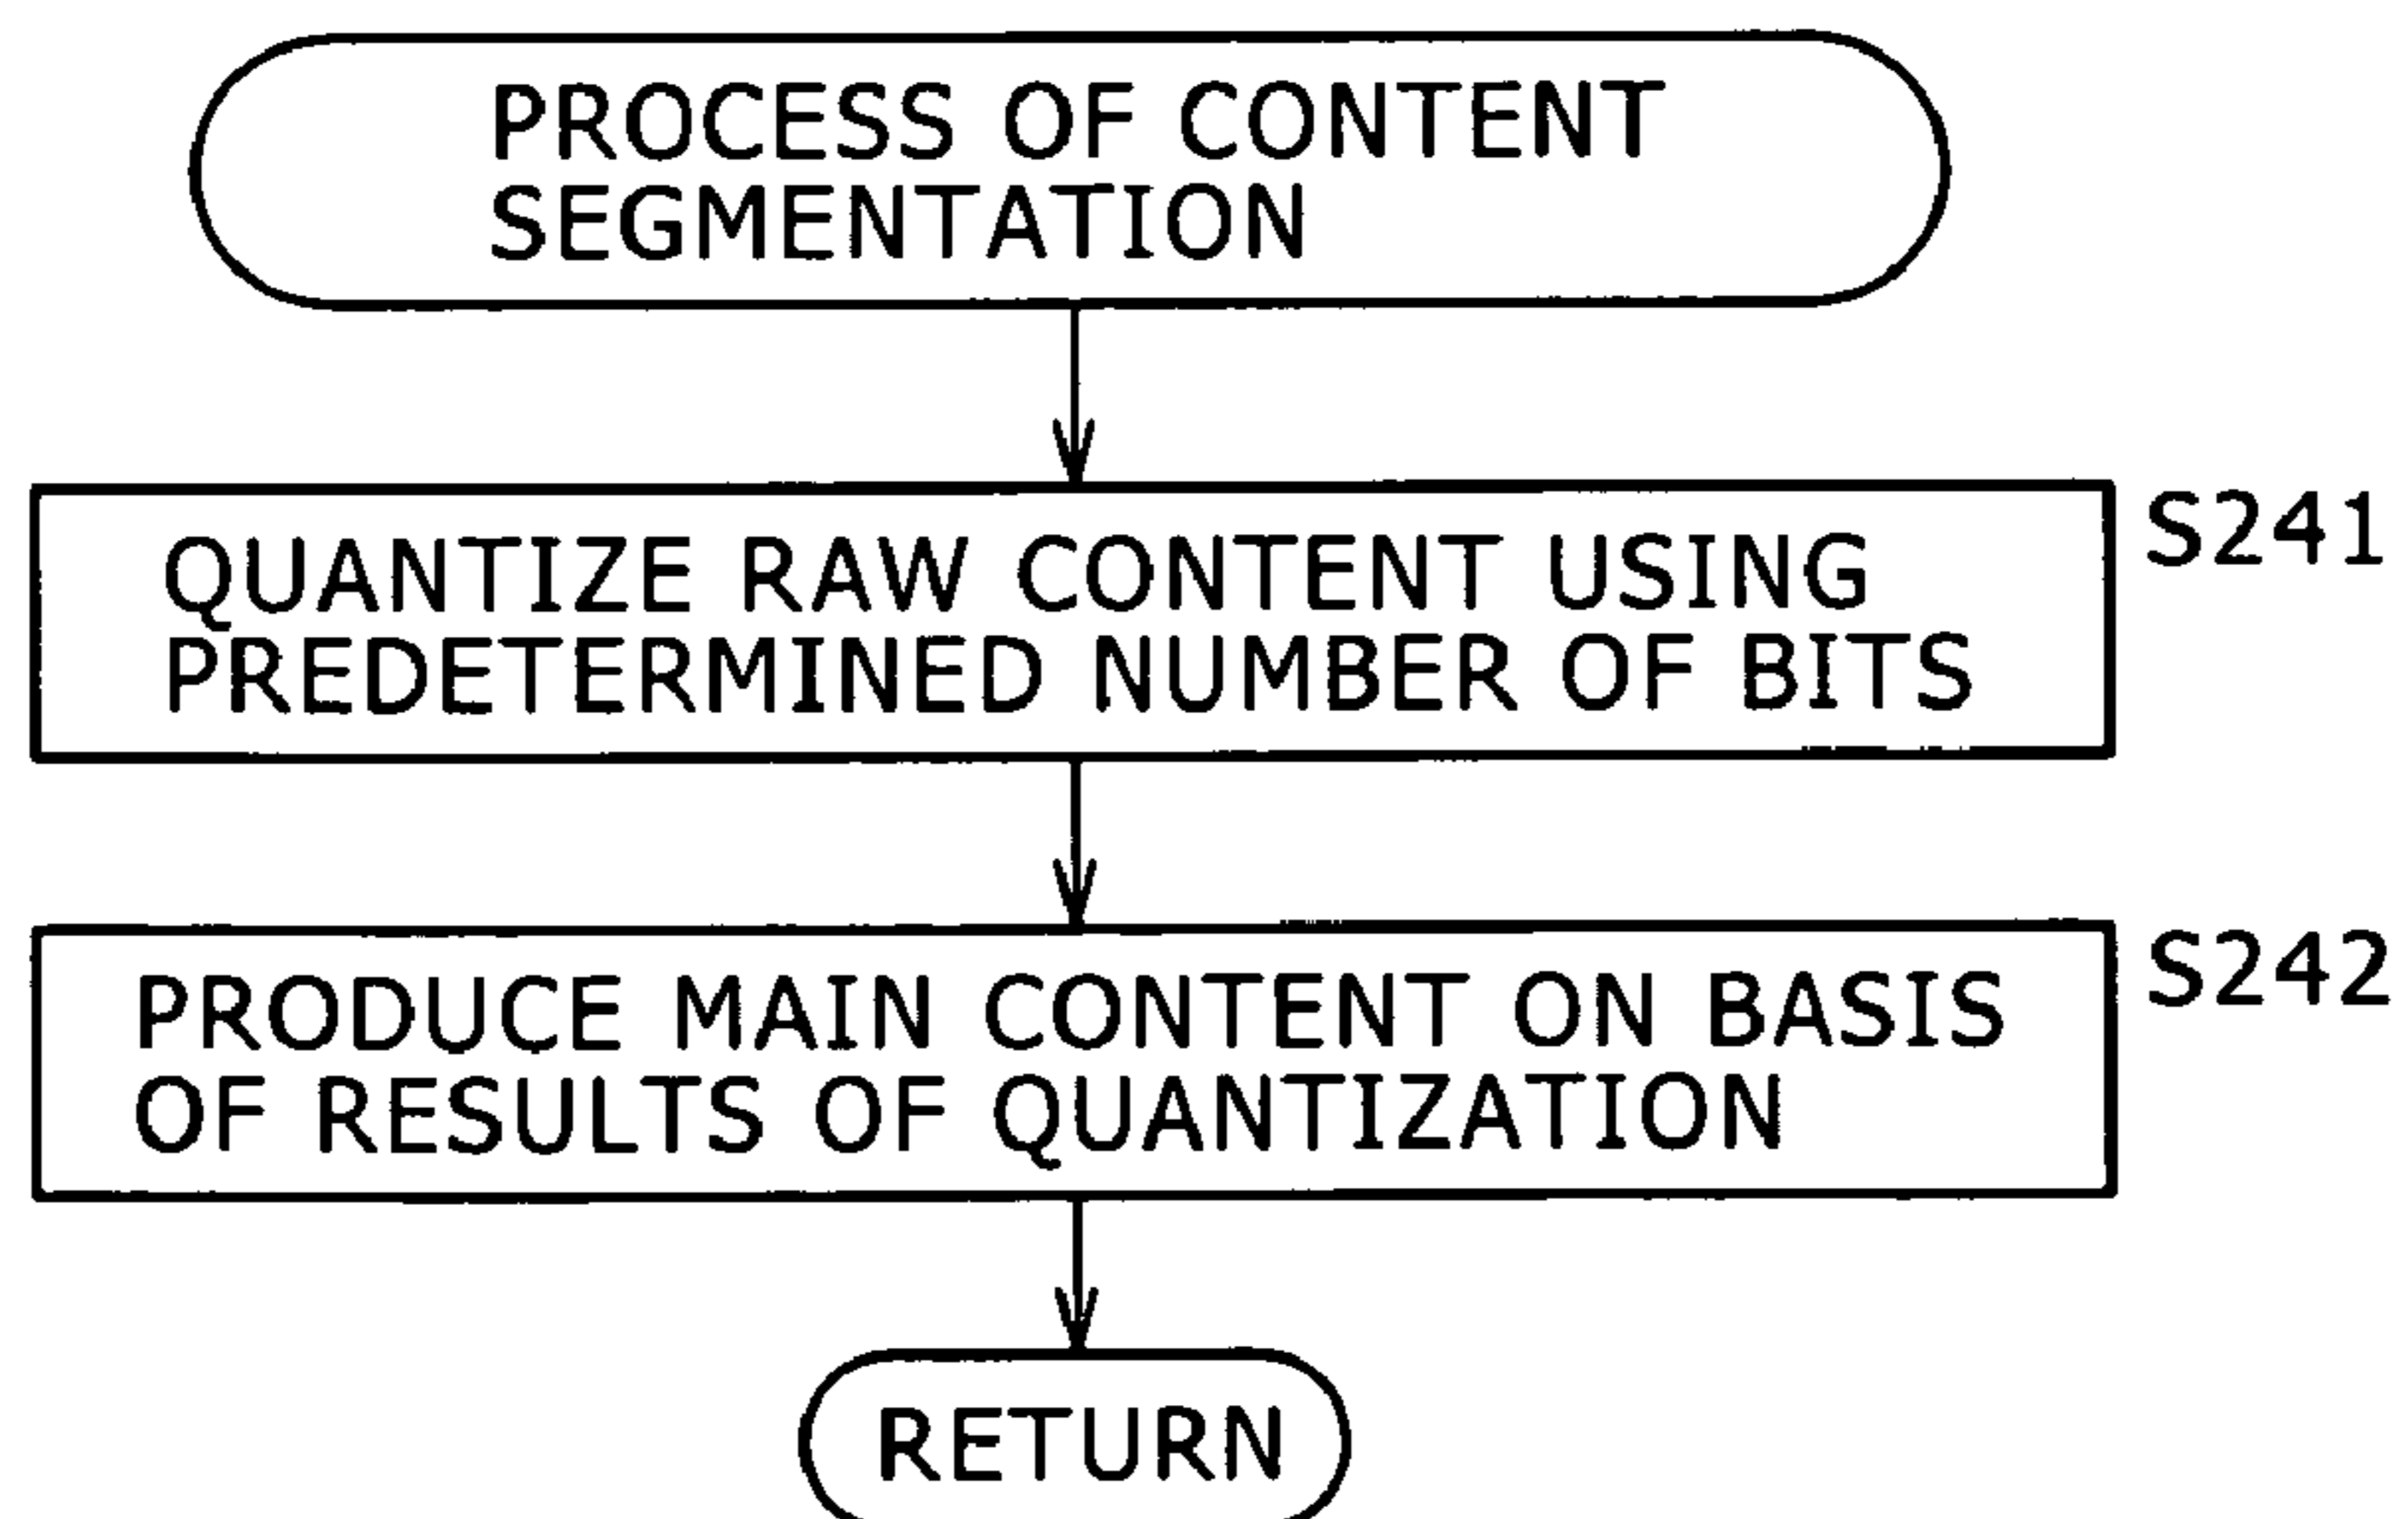 PROCESS OF CONTENT
SEGMENTATION
QUANTIZE RAW CONTENT USING
PREDETERMINED NUMBER OF BITS
S241
PRODUCE MAIN CONTENT ON BASIS
OF RESULTS OF QUANTIZATION
S242
RETURN